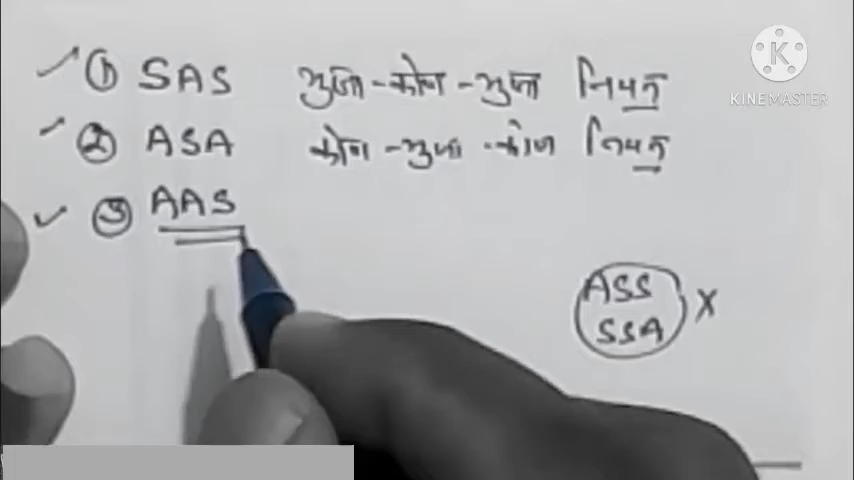 ① SAS भुजा-कोण-भुजा नियम
② ASA कोण-भुजा-कोण नियम
③ AAS
ASS
SSA X
K
KINEMASTER